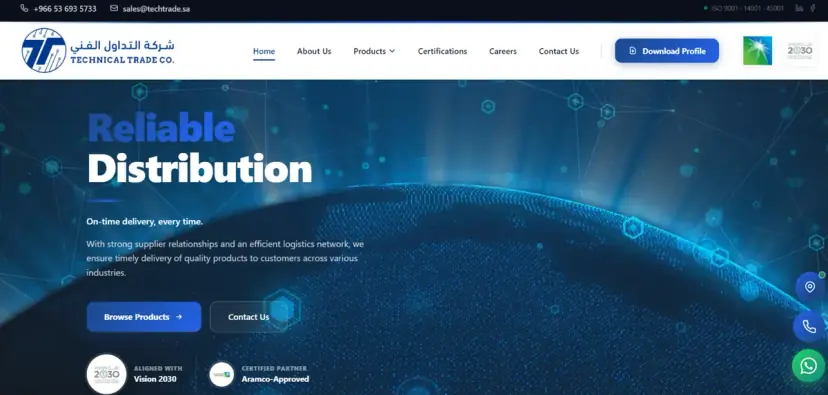 +966 53 693 5733
sales@techtrade.sa
ISO 9001 · 14001 · 45001
شركة التداول الفني
TECHNICAL TRADE CO.
Home
About Us
Products
Certifications
Careers
Contact Us
Download Profile
2030
Reliable
Distribution
On-time delivery, every time.
With strong supplier relationships and an efficient logistics network, we
ensure timely delivery of quality products to customers across various
industries.
Browse Products →
Contact Us
2030
ALIGNED WITH
Vision 2030
CERTIFIED PARTNER
Aramco-Approved